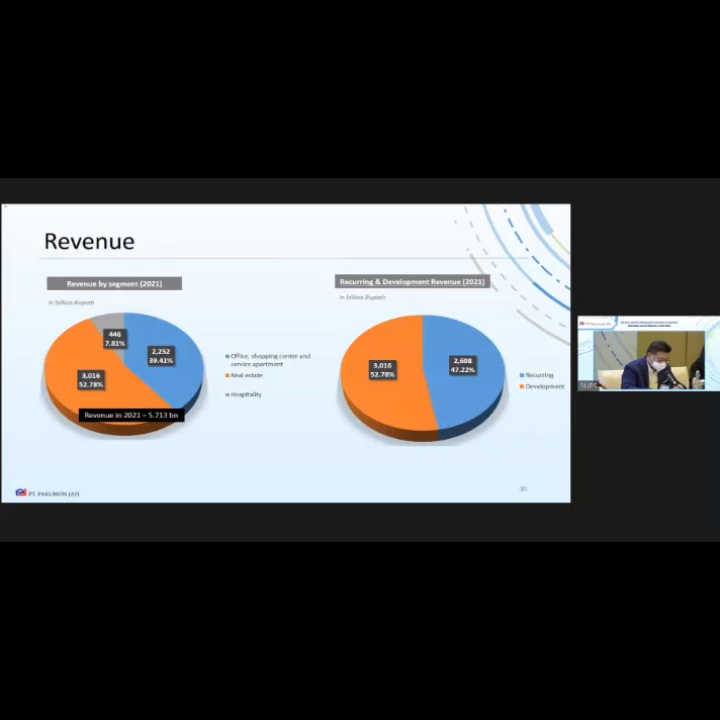 Revenue
Revenue by segment (2021)
In billion Rupiah
446
7.81%
2,252
39.41%
3,016
52.78%
Revenue in 2021 – 5.713 bn
Office, shopping center and
service apartment
Real estate
Hospitality
Recurring & Development Revenue (2021)
In billion Rupiah
3,016
52.78%
2,698
47.22%
Recurring
Development
PT. PAKUWON JATI
30